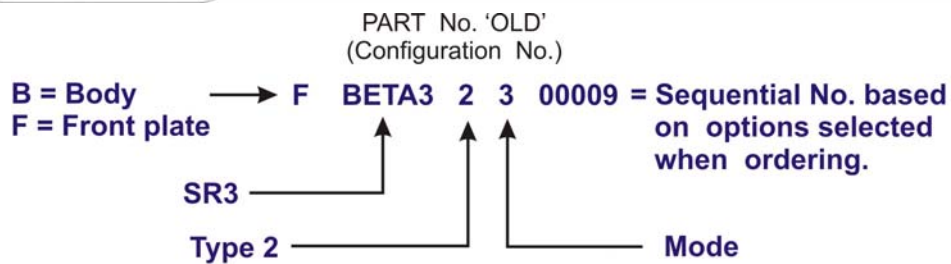 PART No. 'OLD'
(Configuration No.)
B = Body
F = Front plate
F BETA3 2 3 00009 = Sequential No. based
on options selected
when ordering.
SR3
Type 2
Mode